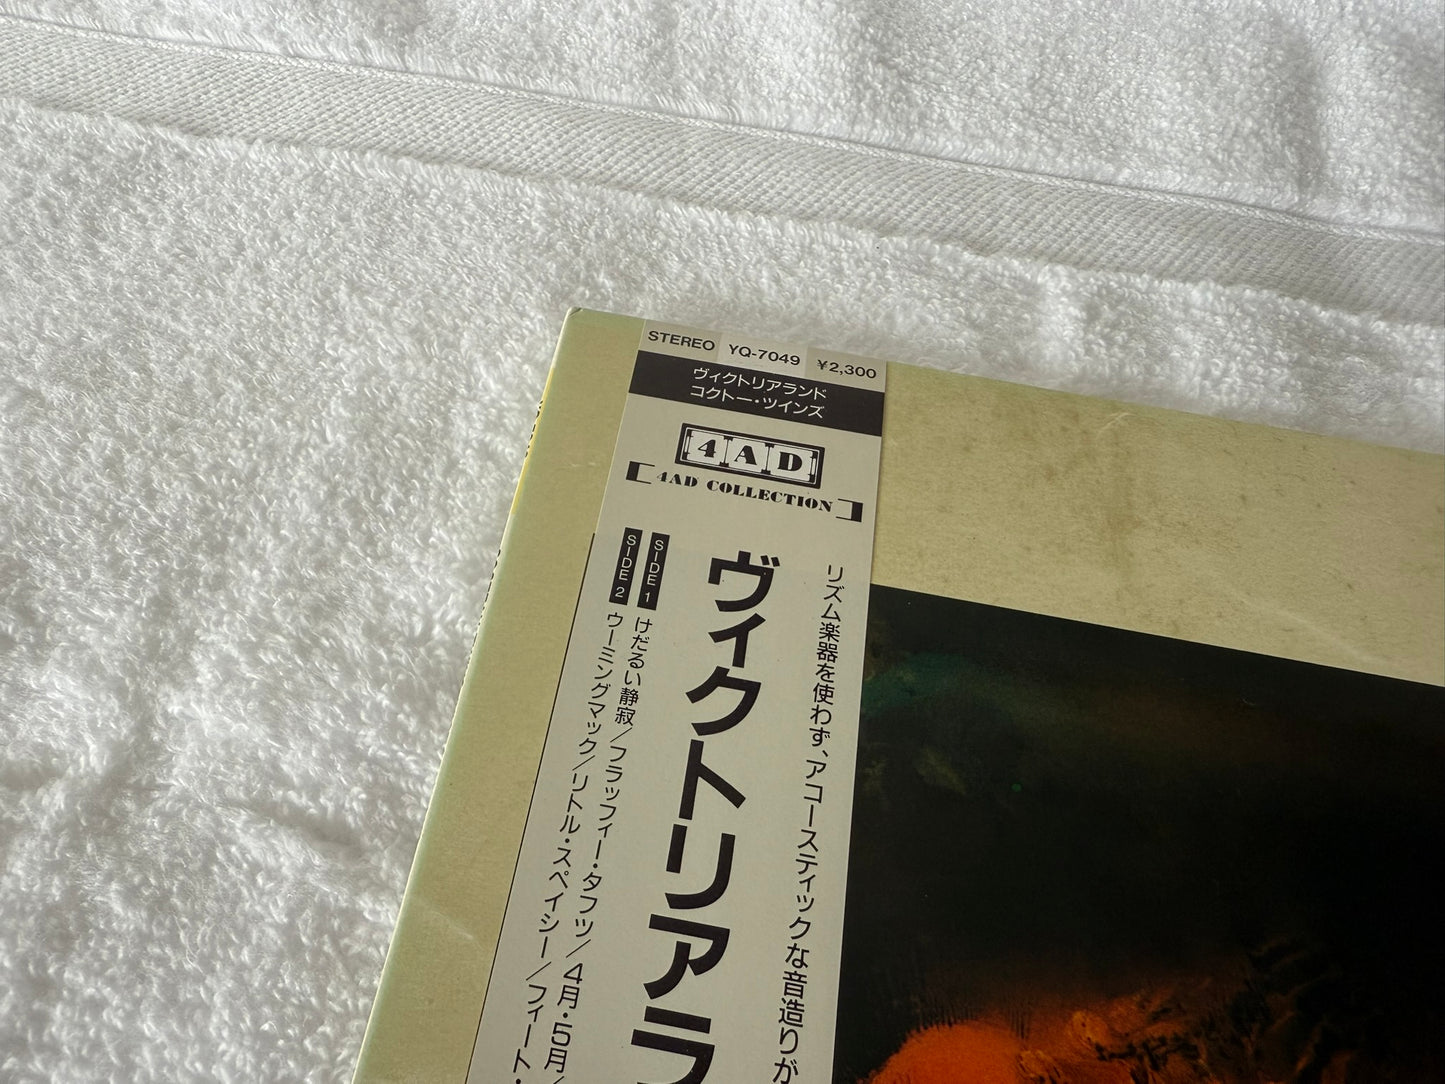 STEREO YQ-7049 ¥2,300
ヴィクトリアランド
コクトー・ツインズ
4AD
4AD COLLECTION
リズム楽器を使わず、アコースティックな音造りが
ヴィクトリアラ
SIDE 1 けだるい静寂/フラッフィー・タフツ/4月・5月/
SIDE 2 ウーミングマック/リトル・スペイシー/フィート・